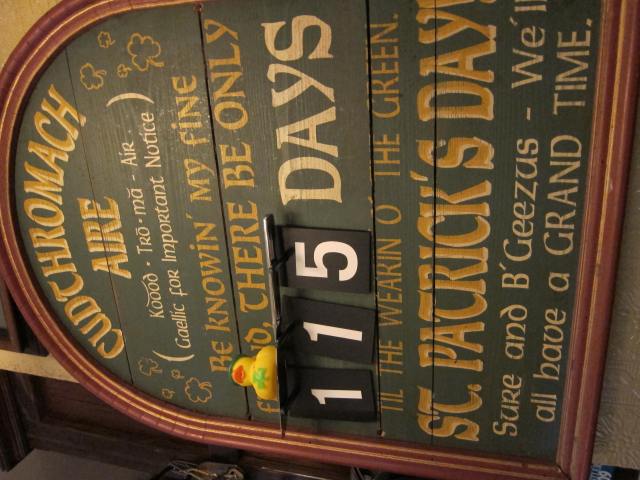 CUDTHROMACH
AIRE
(Koood · Trō · mā - Air)
(Gaelic for Important Notice)
BE KNOWIN' MY FINE
THERE BE ONLY
115 DAYS
TIL THE WEARIN O' THE GREEN.
ST. PATRICK'S DAY!
SURE and B'Geezus - We'll
all have a GRAND TIME.